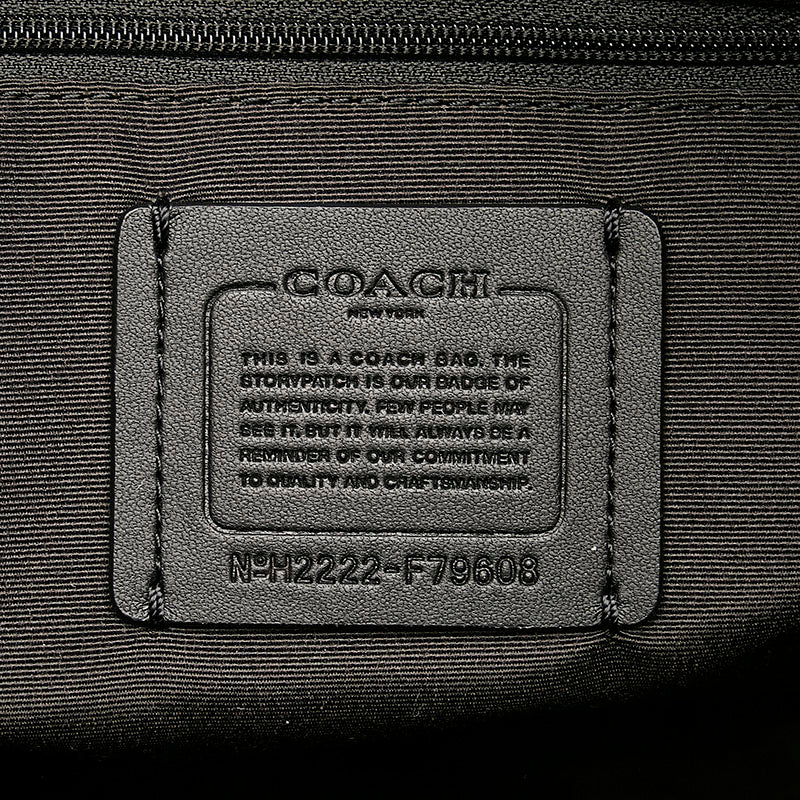 COACH
NEW YORK
THIS IS A COACH BAG. THE
STORYPATCH IS OUR BADGE OF
AUTHENTICITY. FEW PEOPLE MAY
SEE IT. BUT IT WILL ALWAYS BE A
REMINDER OF OUR COMMITMENT
TO QUALITY AND CRAFTSMANSHIP.
NºH2222-F79608